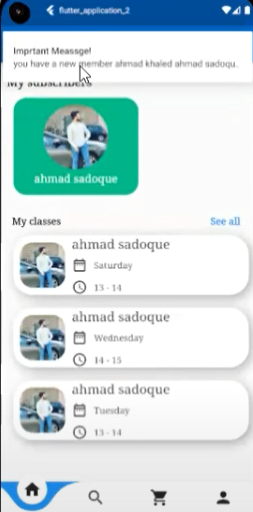 flutter_application_2
Imprtant Meassge!
you have a new member ahmad khaled ahmad sadoqu..
My subscribers
ahmad sadoque
My classes See all
ahmad sadoque
Saturday
13 - 14
ahmad sadoque
Wednesday
14 - 15
ahmad sadoque
Tuesday
13 - 14